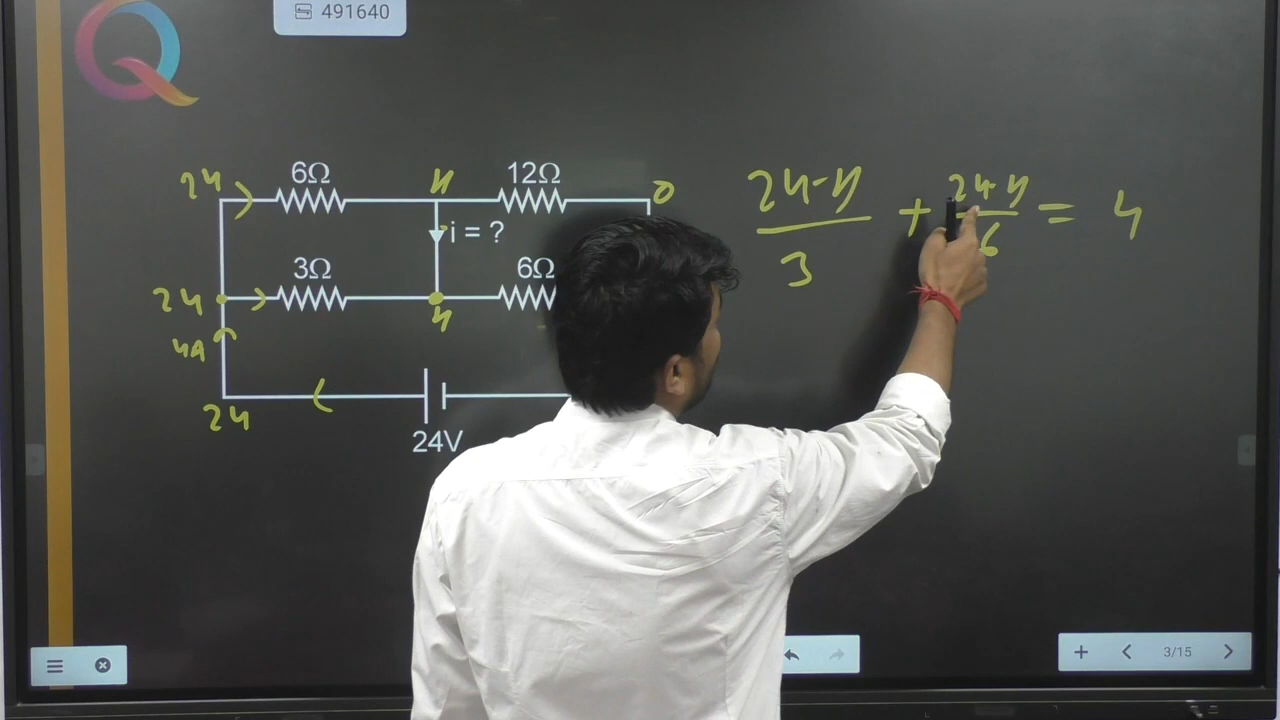 491640
24 6Ω x 12Ω 0
i = ?
24 3Ω x 6Ω
4A
24
24V
24-x/3 + 24-x/6 = 4
3/15